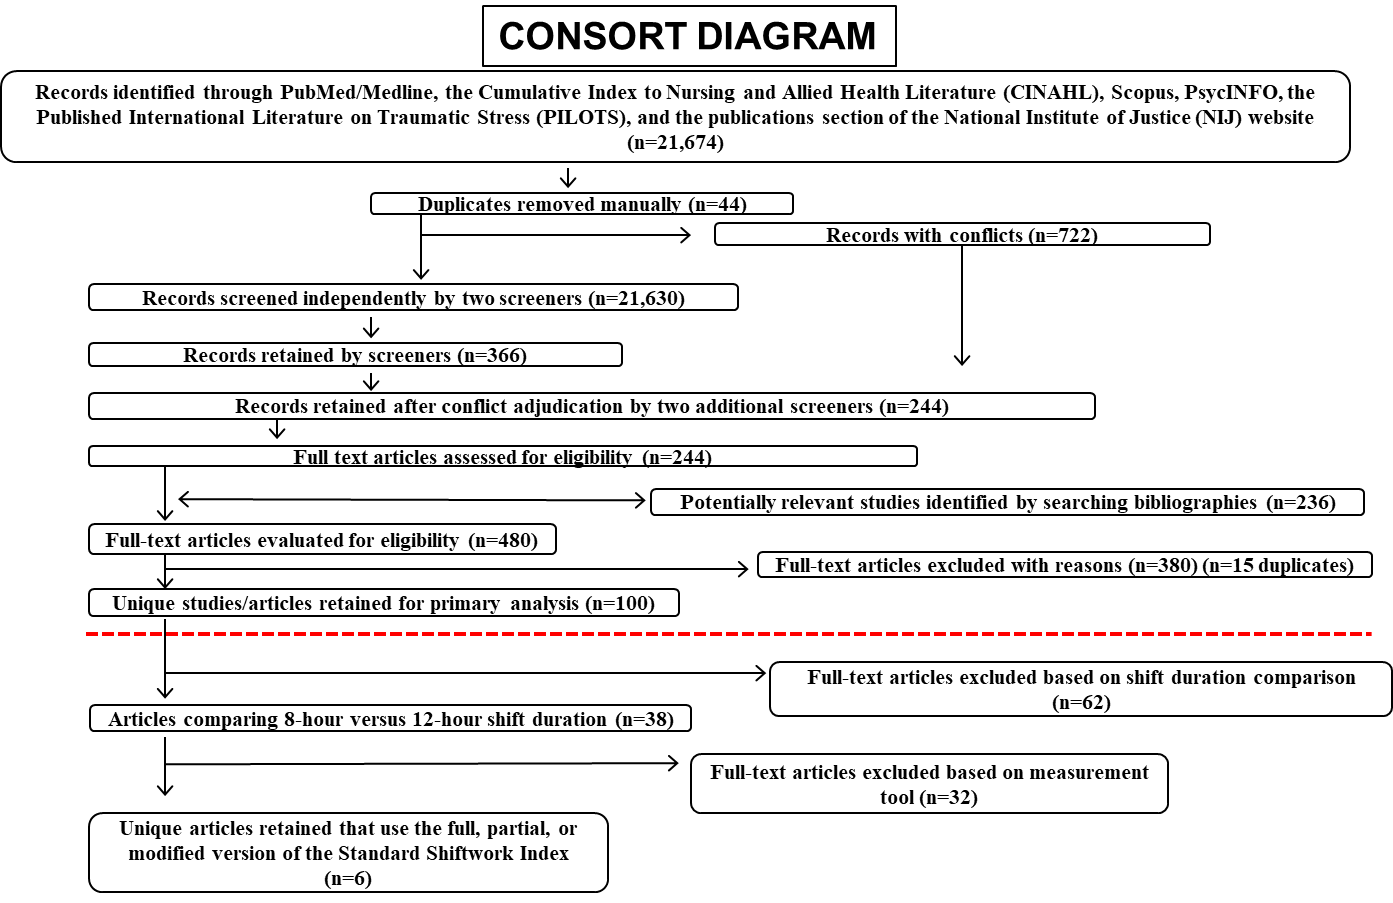 CONSORT DIAGRAM
Records identified through PubMed/Medline, the Cumulative Index to Nursing and Allied Health Literature (CINAHL), Scopus, PsycINFO, the
Published International Literature on Traumatic Stress (PILOTS), and the publications section of the National Institute of Justice (NIJ) website
(n=21,674)
Duplicates removed manually (n=44)
Records with conflicts (n=722)
Records screened independently by two screeners (n=21,630)
Records retained by screeners (n=366)
Records retained after conflict adjudication by two additional screeners (n=244)
Full text articles assessed for eligibility (n=244)
Potentially relevant studies identified by searching bibliographies (n=236)
Full-text articles evaluated for eligibility (n=480)
Full-text articles excluded with reasons (n=380) (n=15 duplicates)
Unique studies/articles retained for primary analysis (n=100)
Full-text articles excluded based on shift duration comparison
(n=62)
Articles comparing 8-hour versus 12-hour shift duration (n=38)
Full-text articles excluded based on measurement
tool (n=32)
Unique articles retained that use the full, partial, or
modified version of the Standard Shiftwork Index
(n=6)